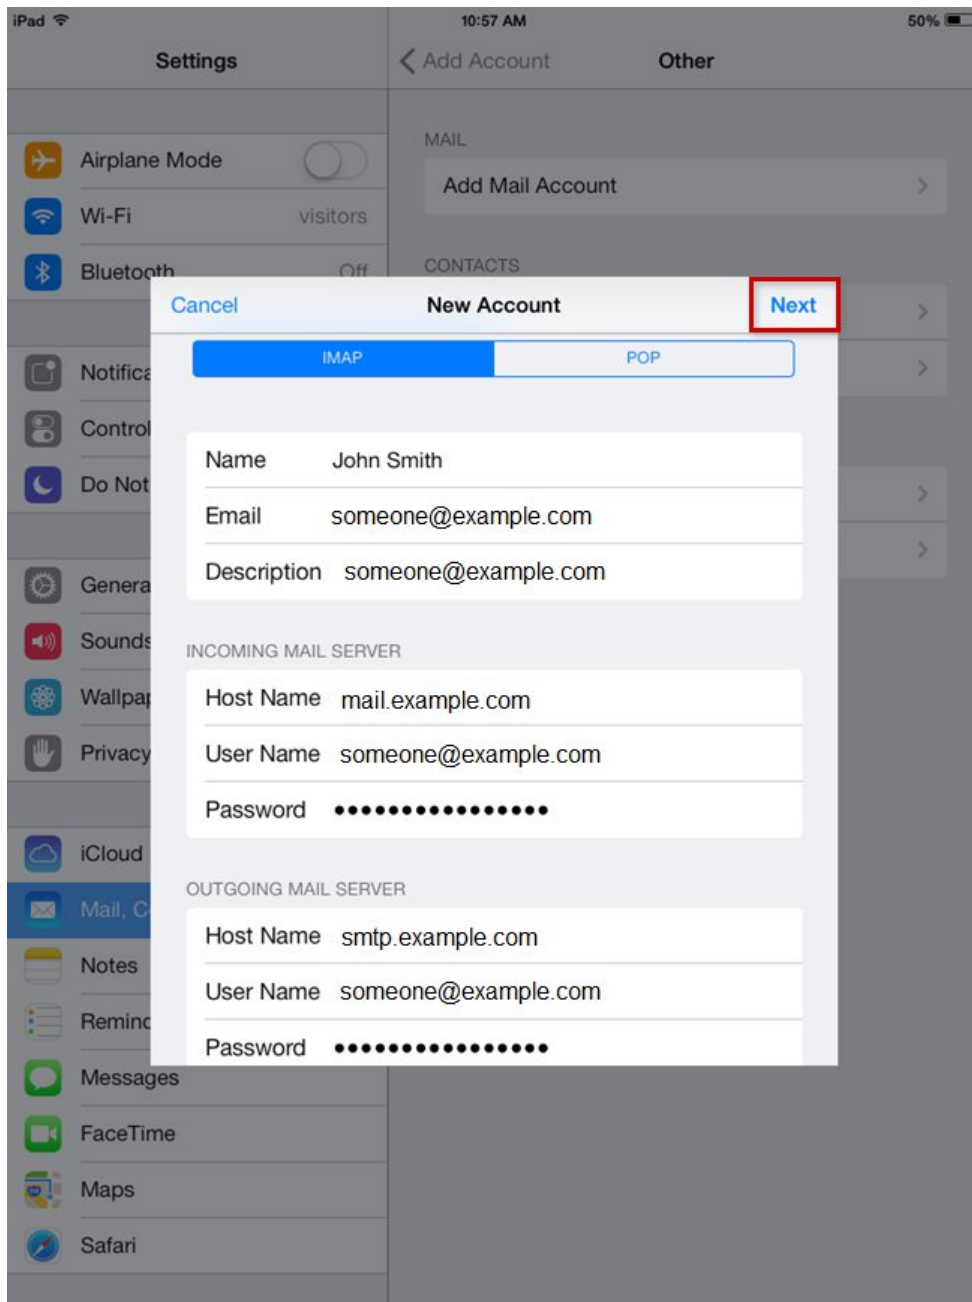 iPad 10:57 AM 50%
Settings
Add Account Other
Airplane Mode
Wi-Fi visitors
Bluetooth Off
Notifica
Control
Do Not
Genera
Sounds
Wallpap
Privacy
iCloud
Mail, C
Notes
Reminc
Messages
FaceTime
Maps
Safari
MAIL
Add Mail Account
CONTACTS
Cancel New Account Next
IMAP POP
Name John Smith
Email someone@example.com
Description someone@example.com
INCOMING MAIL SERVER
Host Name mail.example.com
User Name someone@example.com
Password ••••••••••••••••
OUTGOING MAIL SERVER
Host Name smtp.example.com
User Name someone@example.com
Password ••••••••••••••••